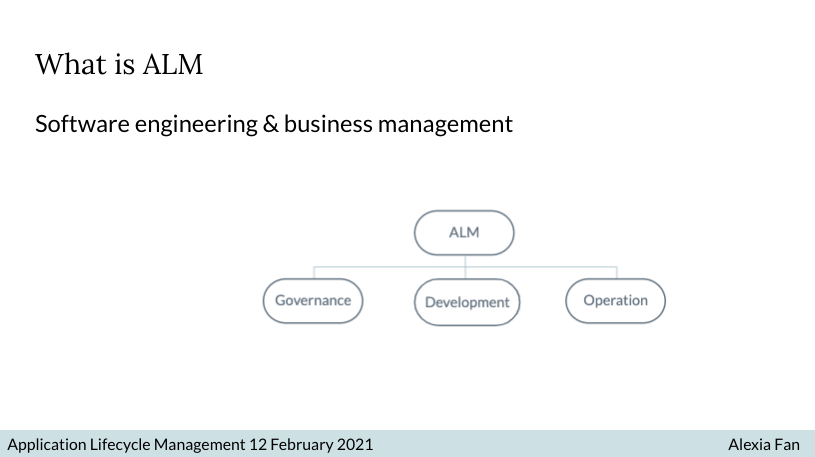 What is ALM
Software engineering & business management
ALM
Governance
Development
Operation
Application Lifecycle Management 12 February 2021
Alexia Fan